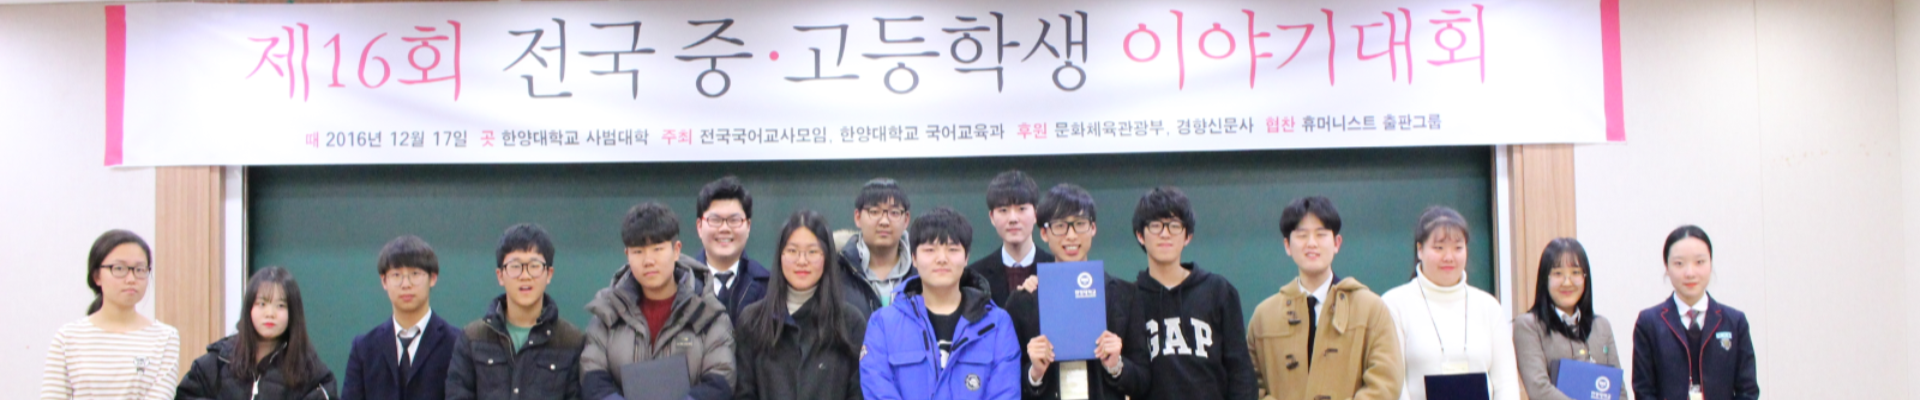 제16회 전국 중·고등학생 이야기대회
때 2016년 12월 17일 곳 한양대학교 사범대학 주최 전국국어교사모임, 한양대학교 국어교육과 후원 문화체육관광부, 경향신문사 협찬 휴머니스트 출판그룹
GAP